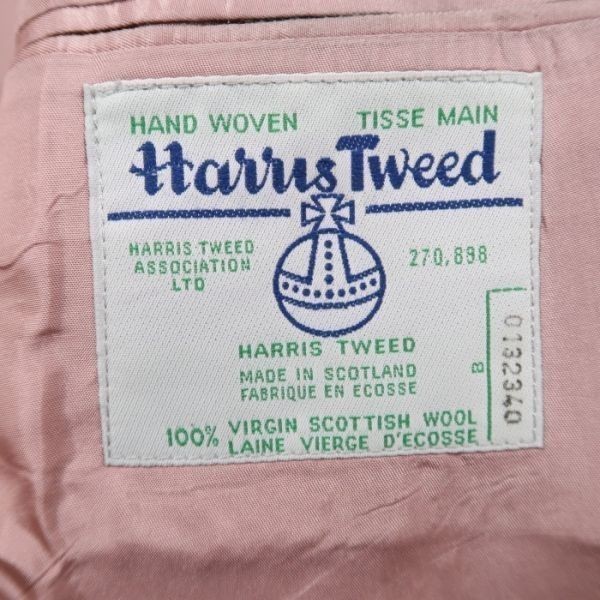 HAND WOVEN TISSE MAIN
Harris Tweed
HARRIS TWEED
ASSOCIATION
LTD
270,898
HARRIS TWEED
MADE IN SCOTLAND
FABRIQUE EN ECOSSE
100% VIRGIN SCOTTISH WOOL
LAINE VIERGE D'ECOSSE
B
0132340